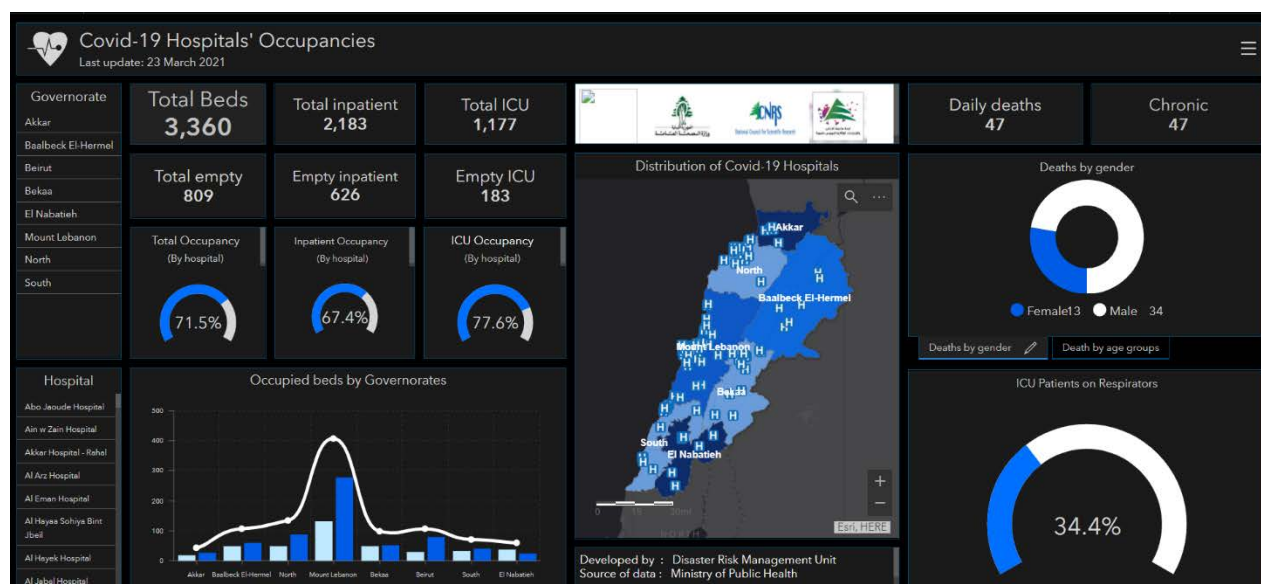 Covid-19 Hospitals' Occupancies
Last update: 23 March 2021
Governorate
Akkar
Baalbeck El-Hermel
Beirut
Bekaa
El Nabatieh
Mount Lebanon
North
South
Total Beds
3,360
Total inpatient
2,183
Total ICU
1,177
Total empty
809
Empty inpatient
626
Empty ICU
183
Total Occupancy
(By hospital)
71.5%
Inpatient Occupancy
(By hospital)
67.4%
ICU Occupancy
(By hospital)
77.6%
Hospital
Abo Jaoude Hospital
Ain w Zain Hospital
Akkar Hospital - Rahal
Al Arz Hospital
Al Eman Hospital
Al Hayaa Sohiya Bint
Jbeil
Al Hayek Hospital
Al Jabal Hospital
Occupied beds by Governorates
500
400
300
200
100
0
Akkar Baalbeck El-Hermel North Mount Lebanon Bekaa Beirut South El Nabatieh
CNRS
National Council for Scientific Research
Distribution of Covid-19 Hospitals
H
Akkar
North
Baalbeck El-Hermel
Mount Lebanon
Bekaa
South
El Nabatieh
Esri, HERE
Developed by : Disaster Risk Management Unit
Source of data : Ministry of Public Health
Daily deaths
47
Chronic
47
Deaths by gender
Female13 Male 34
Deaths by gender
Death by age groups
ICU Patients on Respirators
34.4%